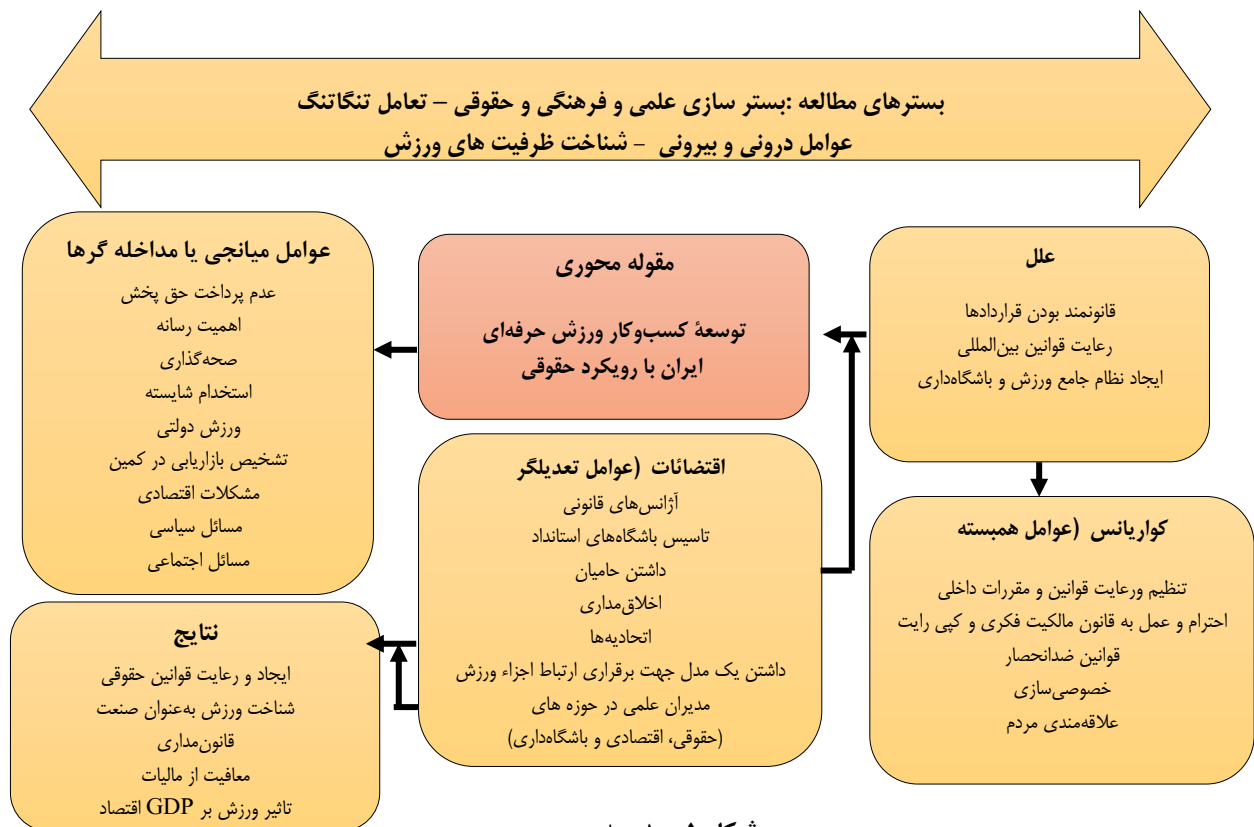 بسترهای مطالعه :بستر سازی علمی و فرهنگی و حقوقی – تعامل تنگاتنگ
عوامل درونی و بیرونی – شناخت ظرفیت های ورزش
علل
قانونمند بودن قراردادها
رعایت قوانین بین‌المللی
ایجاد نظام جامع ورزش و باشگاه‌داری
مقوله محوری
توسعهٔ کسب‌وکار ورزش حرفه‌ای
ایران با رویکرد حقوقی
عوامل میانجی یا مداخله گرها
عدم پرداخت حق پخش
اهمیت رسانه
صحه‌گذاری
استخدام شایسته
ورزش دولتی
تشخیص بازاریابی در کمین
مشکلات اقتصادی
مسائل سیاسی
مسائل اجتماعی
کواریانس (عوامل همبسته
تنظیم ورعایت قوانین و مقررات داخلی
احترام و عمل به قانون مالکیت فکری و کپی رایت
قوانین ضدانحصار
خصوصی‌سازی
علاقه‌مندی مردم
اقتضائات (عوامل تعدیلگر
آژانس‌های قانونی
تاسیس باشگاه‌های استانداد
داشتن حامیان
اخلاق‌مداری
اتحادیه‌ها
داشتن یک مدل جهت برقراری ارتباط اجزاء ورزش
مدیران علمی در حوزه های
(حقوقی، اقتصادی و باشگاه‌داری)
نتایج
ایجاد و رعایت قوانین حقوقی
شناخت ورزش به‌عنوان صنعت
قانون‌مداری
معافیت از مالیات
تاثیر ورزش بر GDP اقتصاد